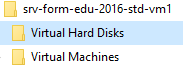 srv-form-edu-2016-std-vm1
Virtual Hard Disks
Virtual Machines